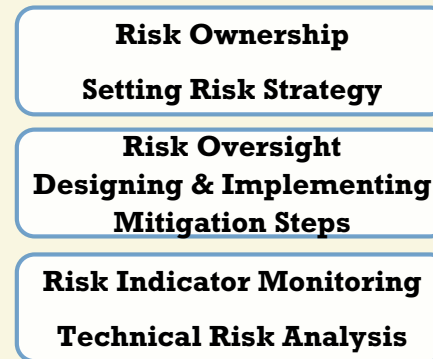 Risk Ownership
Setting Risk Strategy
Risk Oversight
Designing & Implementing
Mitigation Steps
Risk Indicator Monitoring
Technical Risk Analysis